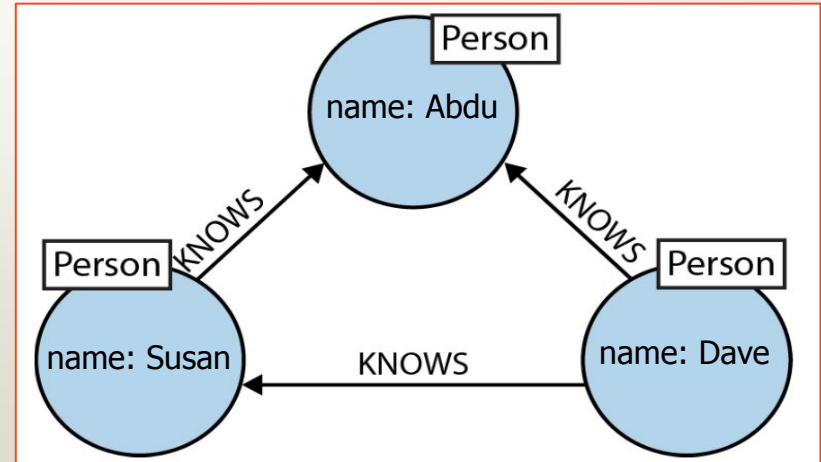 Person
name: Abdu
KNOWS
KNOWS
Person
Person
name: Susan
KNOWS
name: Dave